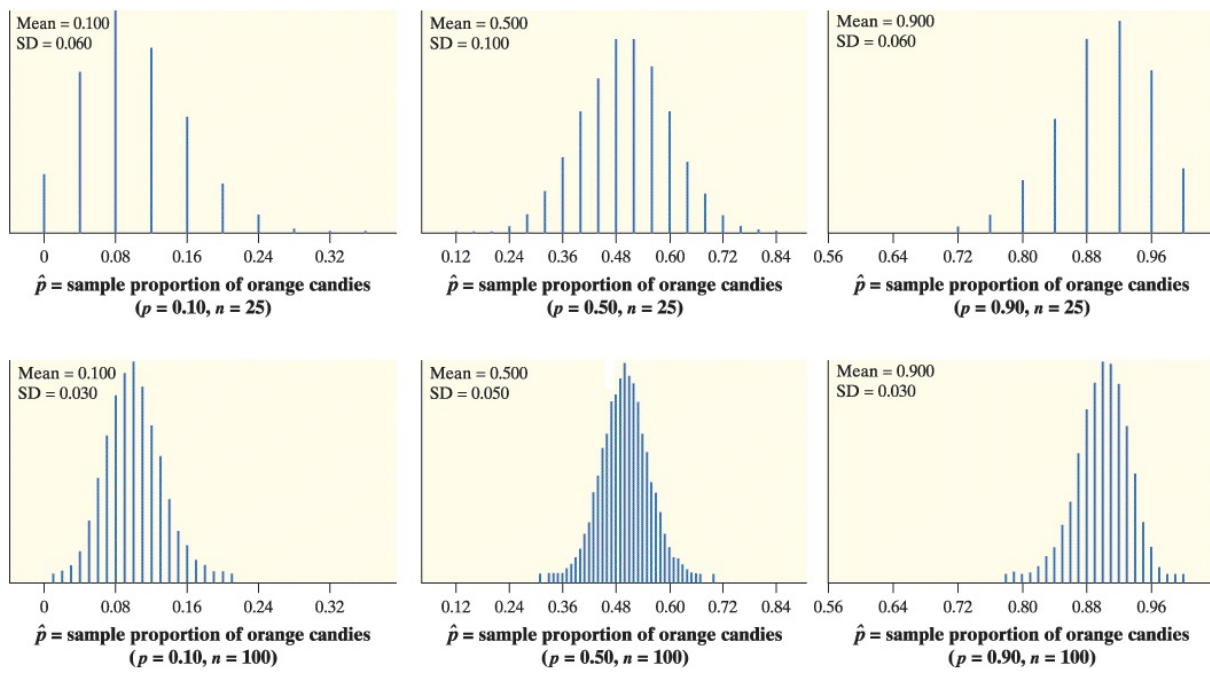 Mean = 0.100
SD = 0.060
0 0.08 0.16 0.24 0.32
p̂ = sample proportion of orange candies
(p = 0.10, n = 25)
Mean = 0.500
SD = 0.100
0.12 0.24 0.36 0.48 0.60 0.72 0.84
p̂ = sample proportion of orange candies
(p = 0.50, n = 25)
Mean = 0.900
SD = 0.060
0.56 0.64 0.72 0.80 0.88 0.96
p̂ = sample proportion of orange candies
(p = 0.90, n = 25)
Mean = 0.100
SD = 0.030
0 0.08 0.16 0.24 0.32
p̂ = sample proportion of orange candies
(p = 0.10, n = 100)
Mean = 0.500
SD = 0.050
0.12 0.24 0.36 0.48 0.60 0.72 0.84
p̂ = sample proportion of orange candies
(p = 0.50, n = 100)
Mean = 0.900
SD = 0.030
0.56 0.64 0.72 0.80 0.88 0.96
p̂ = sample proportion of orange candies
(p = 0.90, n = 100)